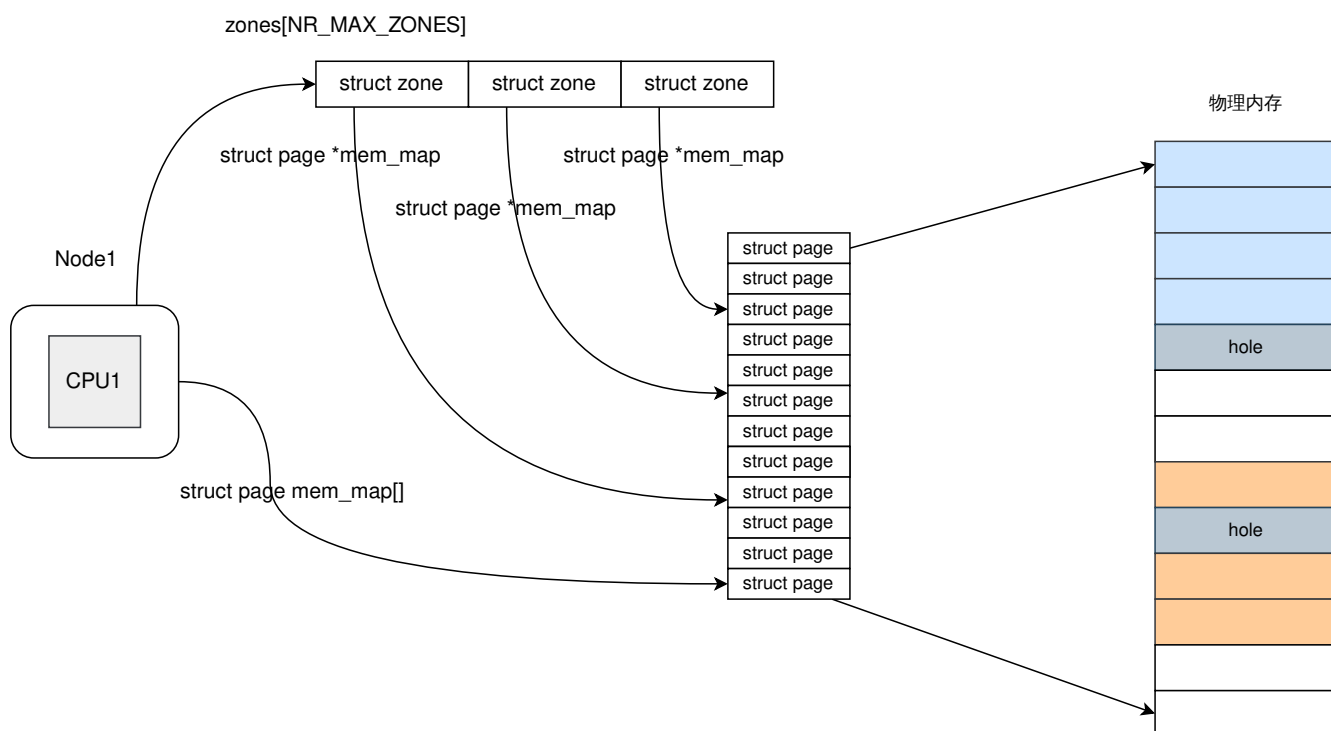 zones[NR_MAX_ZONES]
struct zone
struct zone
struct zone
物理内存
struct page *mem_map
struct page *mem_map
struct page *mem_map
Node1
CPU1
struct page mem_map[]
struct page
struct page
struct page
struct page
struct page
struct page
struct page
struct page
struct page
struct page
struct page
struct page
hole
hole